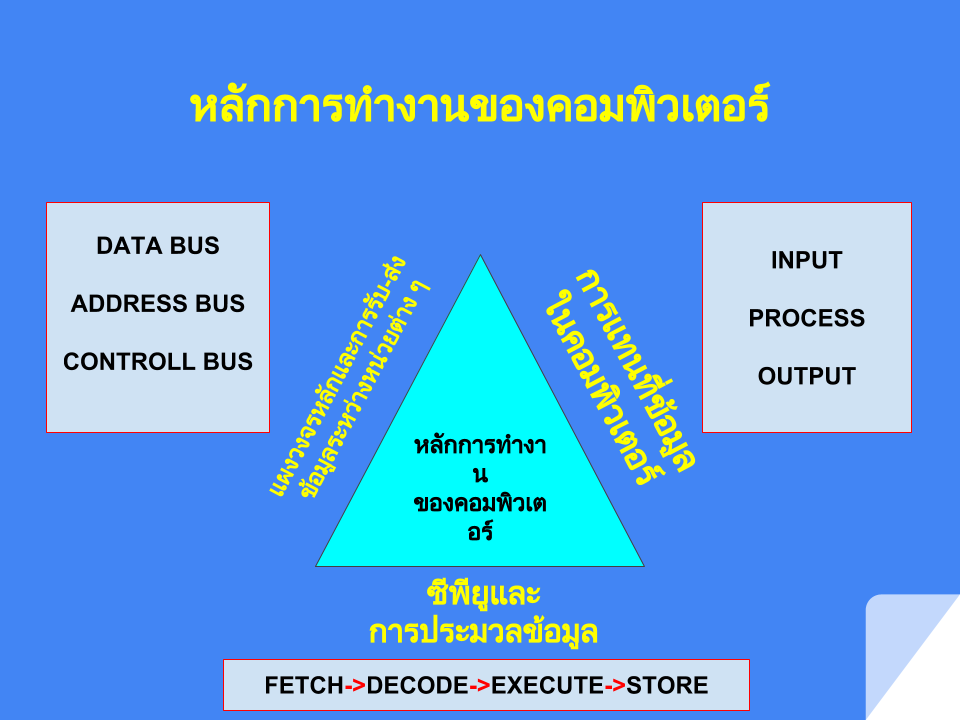 หลักการทำงานของคอมพิวเตอร์
DATA BUS
ADDRESS BUS
CONTROLL BUS
แผงวงจรหลักและการรับ-ส่ง
ข้อมูลระหว่างหน่วยต่าง ๆ
การแทนที่ข้อมูล
ในคอมพิวเตอร์
INPUT
PROCESS
OUTPUT
หลักการทำงา
น
ของคอมพิวเต
อร์
ซีพียูและ
การประมวลข้อมูล
FETCH->DECODE->EXECUTE->STORE